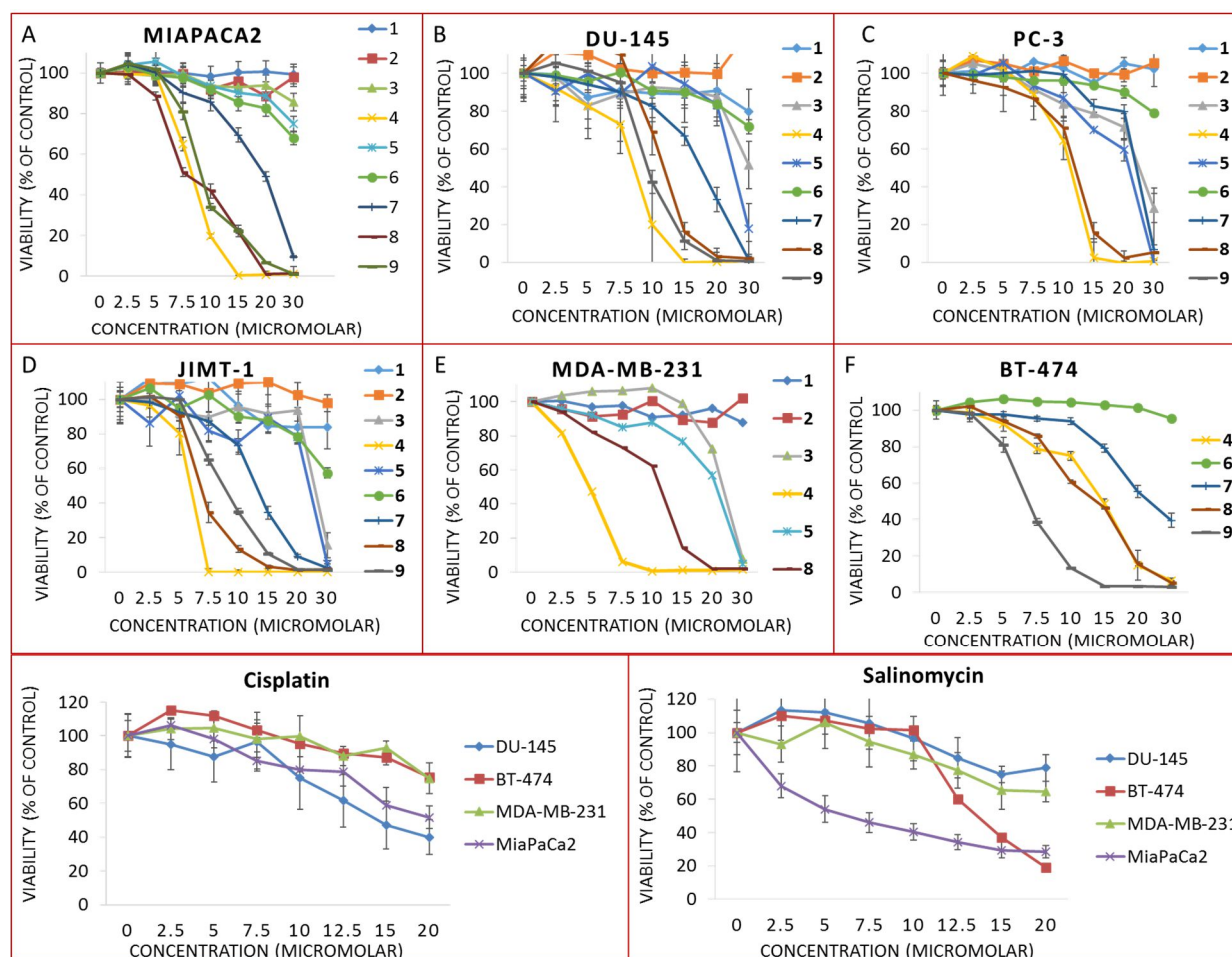 A
MIAPACA2
VIABILITY (% OF CONTROL)
100
80
60
40
20
0
0 2.5 5 7.5 10 15 20 30
CONCENTRATION (MICROMOLAR)
1
2
3
4
5
6
7
8
9
B
DU-145
VIABILITY (% OF CONTROL)
100
80
60
40
20
0
0 2.5 5 7.5 10 15 20 30
CONCENTRATION (MICROMOLAR)
1
2
3
4
5
6
7
8
9
C
PC-3
VIABILITY (% OF CONTROL)
100
80
60
40
20
0
0 2.5 5 7.5 10 15 20 30
CONCENTRATION (MICROMOLAR)
1
2
3
4
5
6
7
8
9
D
JIMT-1
VIABILITY (% OF CONTROL)
100
80
60
40
20
0
0 2.5 5 7.5 10 15 20 30
CONCENTRATION (MICROMOLAR)
1
2
3
4
5
6
7
8
9
E
MDA-MB-231
VIABILITY (% OF CONTROL)
100
80
60
40
20
0
0 2.5 5 7.5 10 15 20 30
CONCENTRATION (MICROMOLAR)
1
2
3
4
5
8
F
BT-474
VIABILITY (% OF CONTROL
100
80
60
40
20
0
0 2.5 5 7.5 10 15 20 30
CONCENTRATION (MICROMOLAR)
4
6
7
8
9
Cisplatin
VIABILITY (% OF CONTROL)
120
100
80
60
40
20
0
0 2.5 5 7.5 10 12.5 15 20
CONCENTRATION (MICROMOLAR)
DU-145
BT-474
MDA-MB-231
MiaPaCa2
Salinomycin
VIABILITY (% OF CONTROL)
120
100
80
60
40
20
0
0 2.5 5 7.5 10 12.5 15 20
CONCENTRATION (MICROMOLAR)
DU-145
BT-474
MDA-MB-231
MiaPaCa2